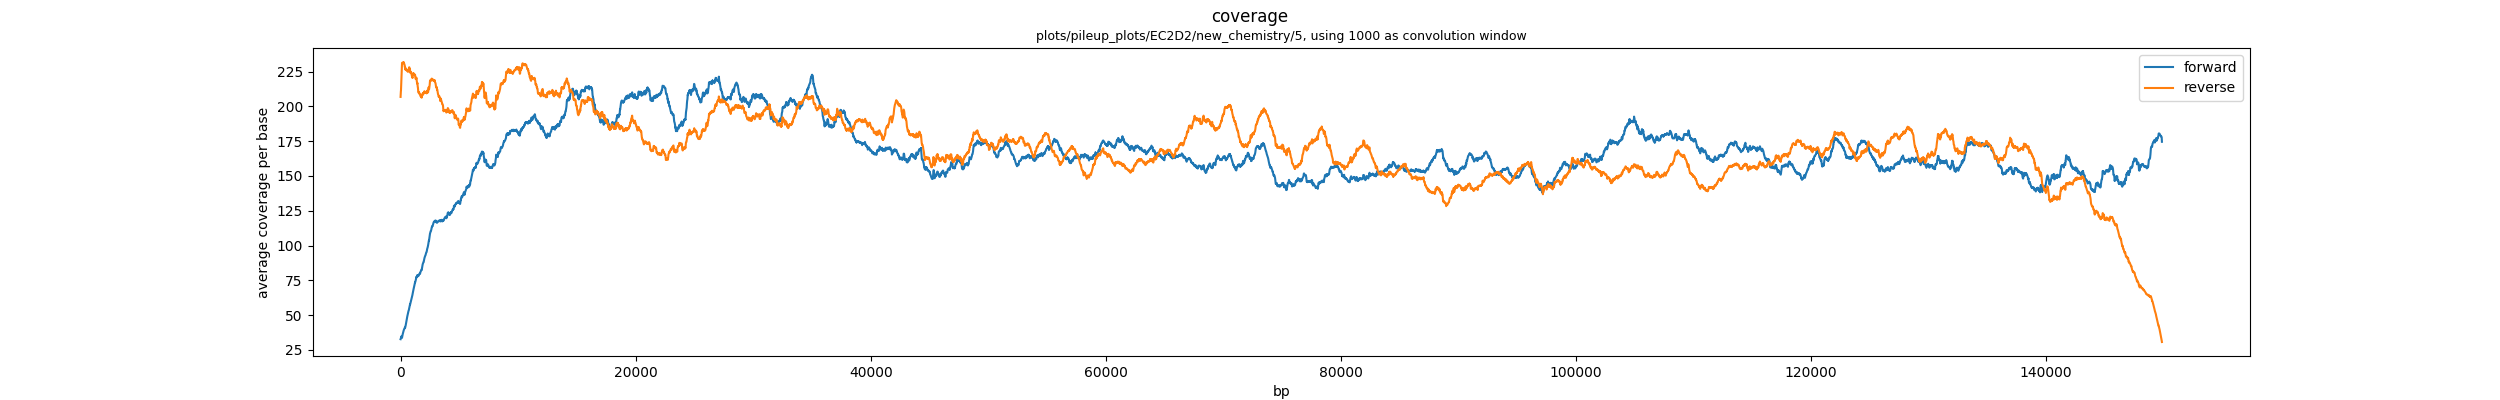 coverage
plots/pileup_plots/EC2D2/new_chemistry/5, using 1000 as convolution window
average coverage per base
225
200
175
150
125
100
75
50
25
forward
reverse
0 20000 40000 60000 80000 100000 120000 140000
bp